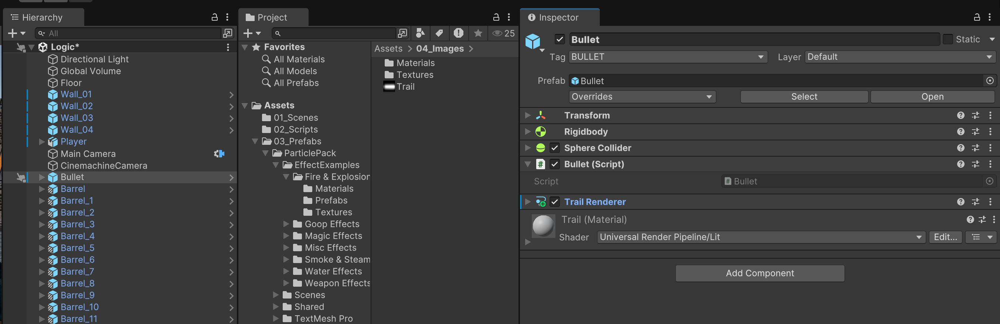 Hierarchy
All
Logic*
Directional Light
Global Volume
Floor
Wall_01
Wall_02
Wall_03
Wall_04
Player
Main Camera
CinemachineCamera
Bullet
Barrel
Barrel_1
Barrel_2
Barrel_3
Barrel_4
Barrel_5
Barrel_6
Barrel_7
Barrel_8
Barrel_9
Barrel_10
Barrel_11
Project
25
Favorites
All Materials
All Models
All Prefabs
Assets
01_Scenes
02_Scripts
03_Prefabs
ParticlePack
EffectExamples
Fire & Explosion
Materials
Prefabs
Textures
Goop Effects
Magic Effects
Misc Effects
Smoke & Steam
Water Effects
Weapon Effects
Scenes
Shared
TextMesh Pro
Assets > 04_Images >
Materials
Textures
Trail
Inspector
Bullet Static
Tag BULLET Layer Default
Prefab Bullet
Overrides Select Open
Transform
Rigidbody
Sphere Collider
# Bullet (Script)
Script # Bullet
Trail Renderer
Trail (Material)
Shader Universal Render Pipeline/Lit Edit...
Add Component